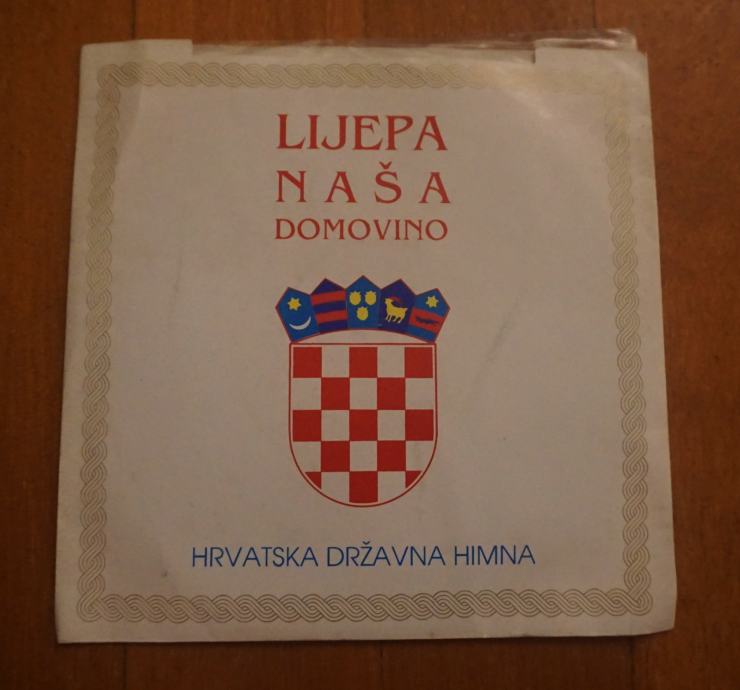 LIJEPA
NAŠA
DOMOVINO
HRVATSKA DRŽAVNA HIMNA